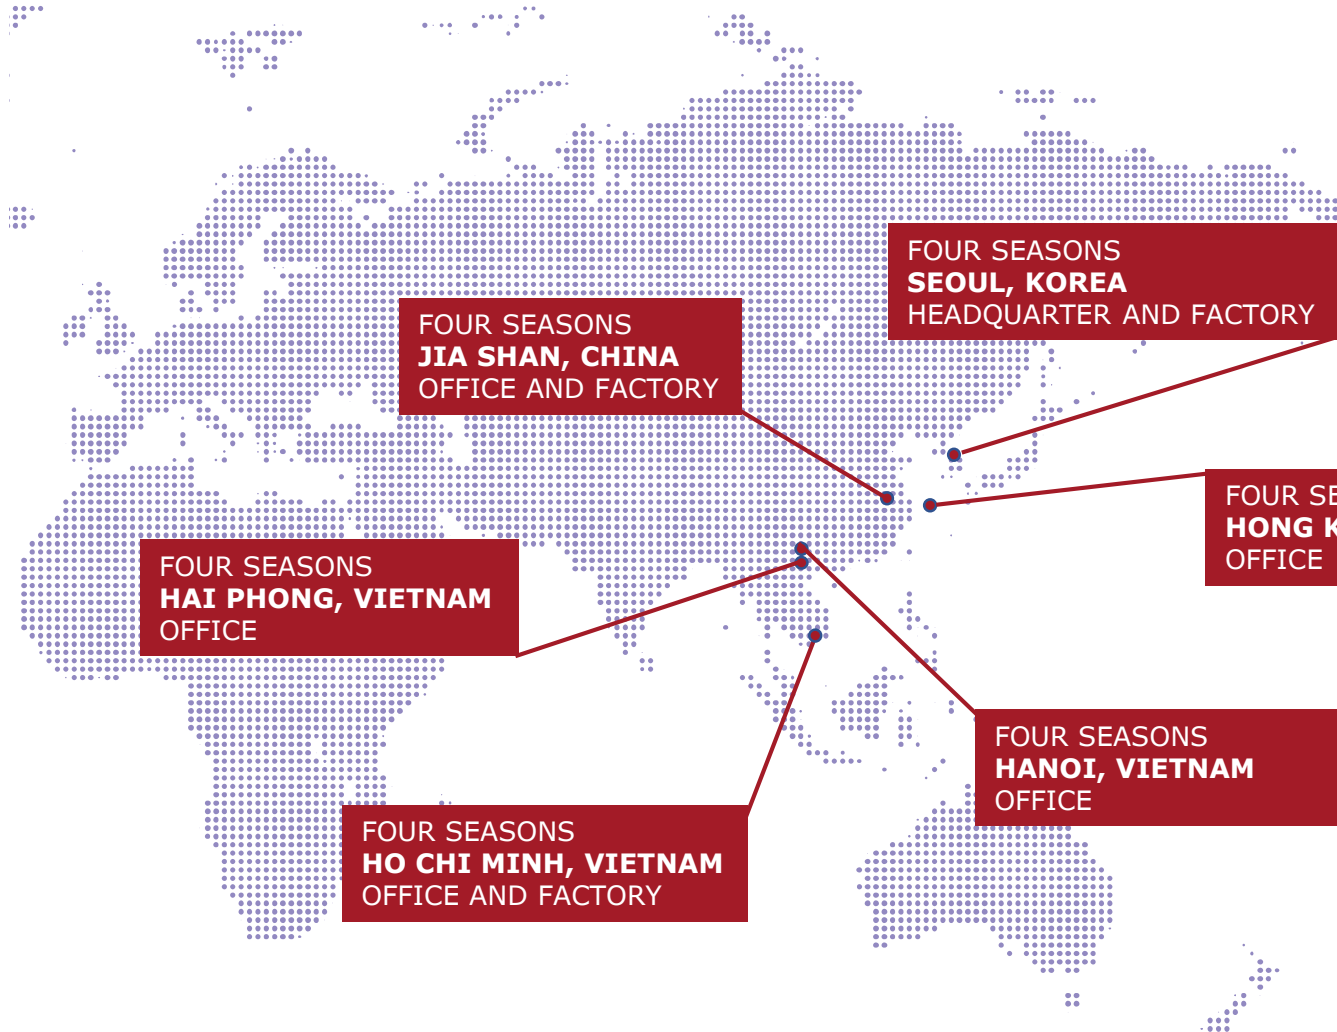 FOUR SEASONS
SEOUL, KOREA
HEADQUARTER AND FACTORY
FOUR SEASONS
JIA SHAN, CHINA
OFFICE AND FACTORY
FOUR
HONG
OFFICE
FOUR SEASONS
HAI PHONG, VIETNAM
OFFICE
FOUR SEASONS
HANOI, VIETNAM
OFFICE
FOUR SEASONS
HO CHI MINH, VIETNAM
OFFICE AND FACTORY